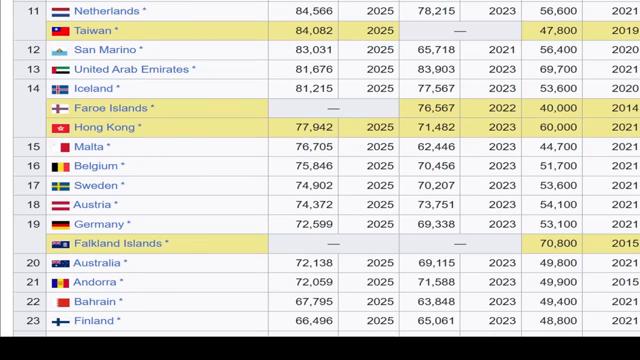 11 Netherlands * 84,566 2025 78,215 2023 56,600 2021
Taiwan * 84,082 2025 — 47,800 2019
12 San Marino * 83,031 2025 65,718 2021 56,400 2020
13 United Arab Emirates * 81,676 2025 83,903 2023 69,700 2021
14 Iceland * 81,215 2025 77,567 2023 53,600 2020
Faroe Islands * — 76,567 2022 40,000 2014
Hong Kong * 77,942 2025 71,482 2023 60,000 2021
15 Malta * 76,705 2025 62,446 2023 44,700 2021
16 Belgium * 75,846 2025 70,456 2023 51,700 2021
17 Sweden * 74,902 2025 70,207 2023 53,600 2021
18 Austria * 74,372 2025 73,751 2023 54,100 2021
19 Germany * 72,599 2025 69,338 2023 53,100 2021
Falkland Islands * — — 70,800 2015
20 Australia * 72,138 2025 69,115 2023 49,800 2021
21 Andorra * 72,059 2025 71,588 2023 49,900 2015
22 Bahrain * 67,795 2025 63,848 2023 49,400 2021
23 Finland * 66,496 2025 65,061 2023 48,800 2021